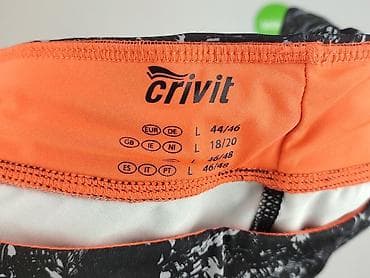 crivit
EUR DE L 44/46
GB IE NI L 18/20
46/48
ES IT PT L 46/48